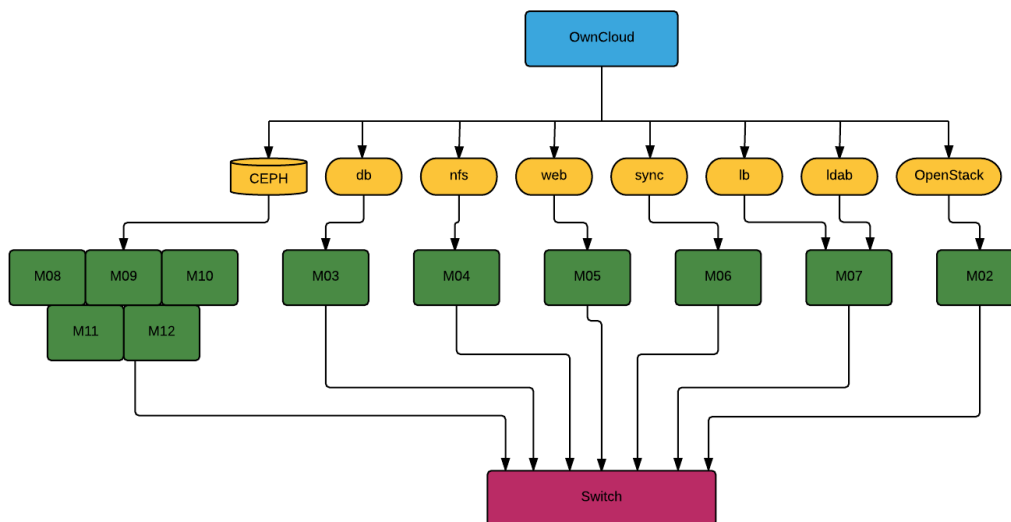 OwnCloud
CEPH
db
nfs
web
sync
lb
ldab
OpenStack
M08
M09
M10
M03
M04
M05
M06
M07
M02
M11
M12
Switch